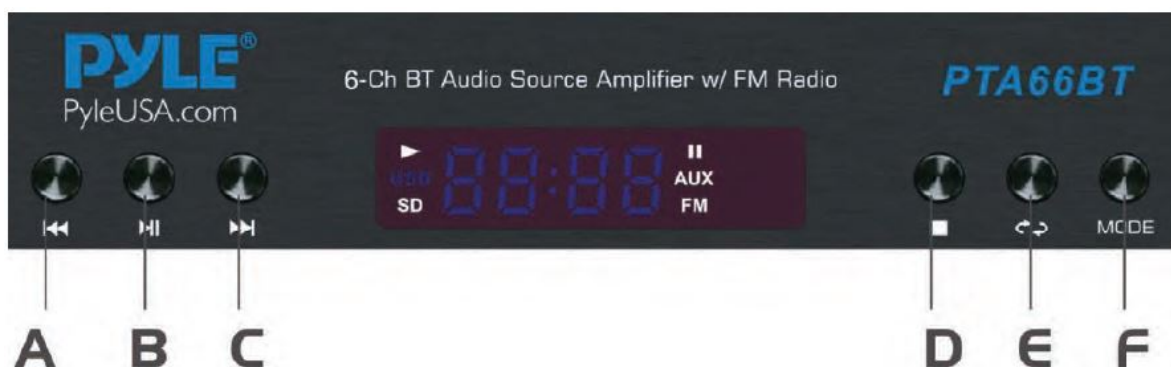 PYLE®
PyleUSA.com
6-Ch BT Audio Source Amplifier w/ FM Radio
PTA66BT
USB 88:88 AUX
SD FM
MODE
A B C D E F